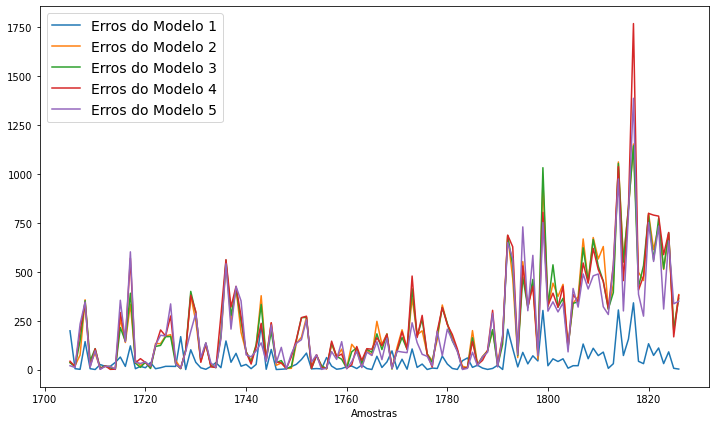 Erros do Modelo 1
Erros do Modelo 2
Erros do Modelo 3
Erros do Modelo 4
Erros do Modelo 5
1750
1500
1250
1000
750
500
250
0
1700 1720 1740 1760 1780 1800 1820
Amostras